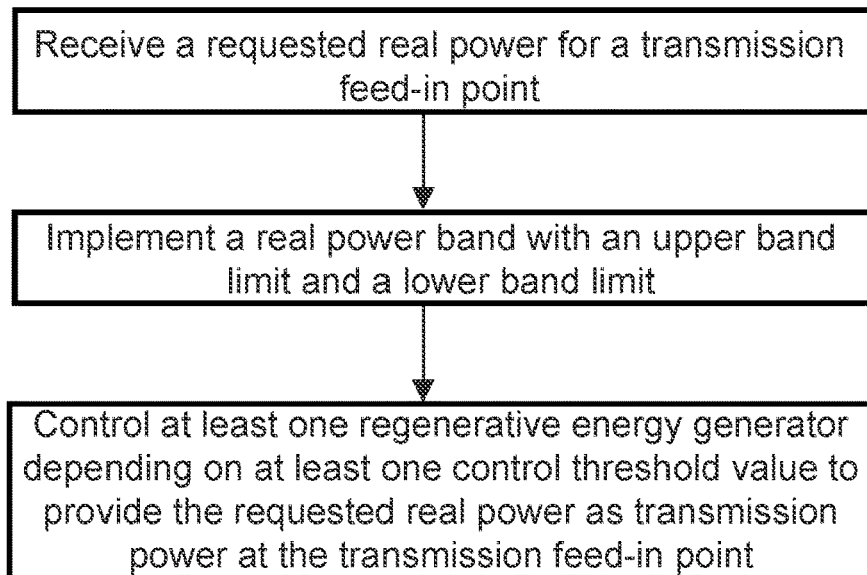 Receive a requested real power for a transmission
feed-in point
Implement a real power band with an upper band
limit and a lower band limit
Control at least one regenerative energy generator
depending on at least one control threshold value to
provide the requested real power as transmission
power at the transmission feed-in point